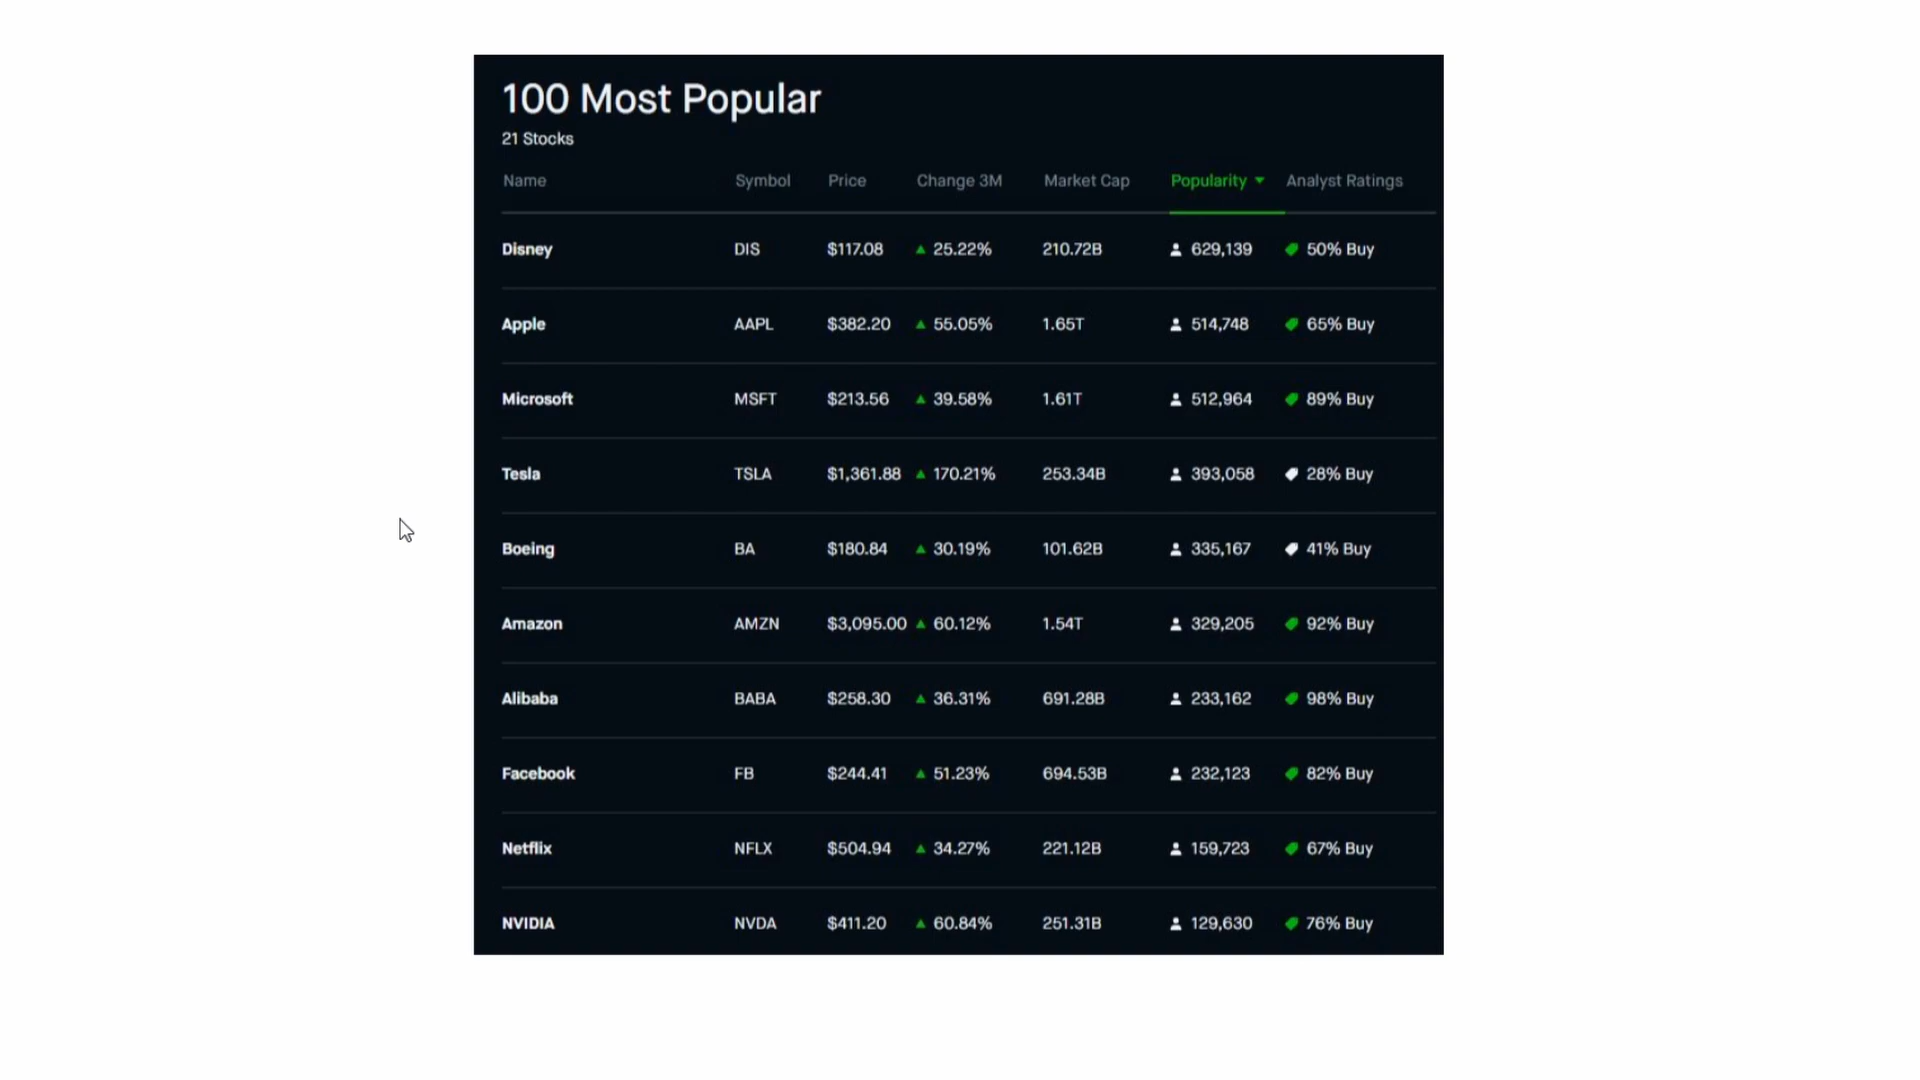 100 Most Popular
21 Stocks
Name Symbol Price Change 3M Market Cap Popularity Analyst Ratings
Disney DIS $117.08 25.22% 210.72B 629,139 50% Buy
Apple AAPL $382.20 55.05% 1.65T 514,748 65% Buy
Microsoft MSFT $213.56 39.58% 1.61T 512,964 89% Buy
Tesla TSLA $1,361.88 170.21% 253.34B 393,058 28% Buy
Boeing BA $180.84 30.19% 101.62B 335,167 41% Buy
Amazon AMZN $3,095.00 60.12% 1.54T 329,205 92% Buy
Alibaba BABA $258.30 36.31% 691.28B 233,162 98% Buy
Facebook FB $244.41 51.23% 694.53B 232,123 82% Buy
Netflix NFLX $504.94 34.27% 221.12B 159,723 67% Buy
NVIDIA NVDA $411.20 60.84% 251.31B 129,630 76% Buy